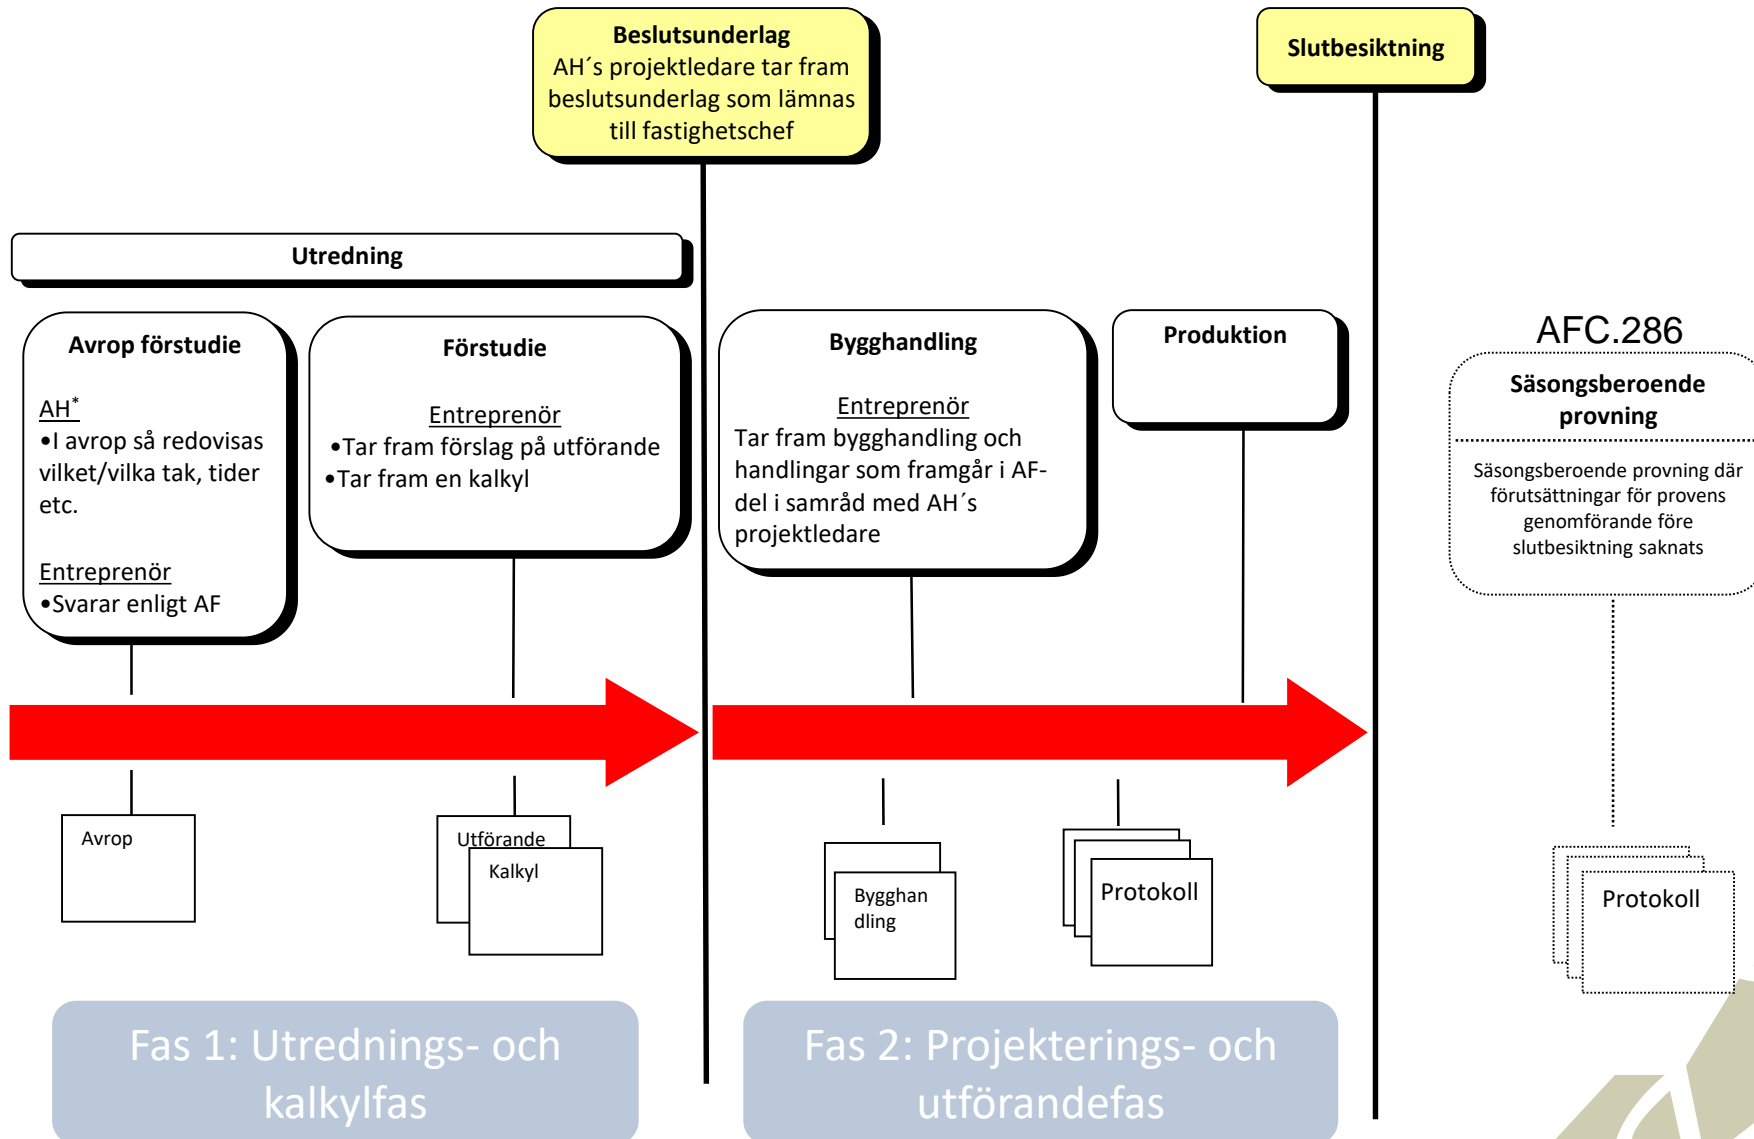 Beslutsunderlag
AH´s projektledare tar fram
beslutsunderlag som lämnas
till fastighetschef
Slutbesiktning
Utredning
Avrop förstudie
AH*
•I avrop så redovisas
vilket/vilka tak, tider
etc.
Entreprenör
•Svarar enligt AF
Förstudie
Entreprenör
•Tar fram förslag på utförande
•Tar fram en kalkyl
Bygghandling
Entreprenör
Tar fram bygghandling och
handlingar som framgår i AF-
del i samråd med AH´s
projektledare
Produktion
AFC.286
Säsongsberoende
provning
Säsongsberoende provning där
förutsättningar för provens
genomförande före
slutbesiktning saknats
Avrop
Utförande
Kalkyl
Bygghan
dling
Protokoll
Protokoll
Fas 1: Utrednings- och
kalkylfas
Fas 2: Projekterings- och
utförandefas